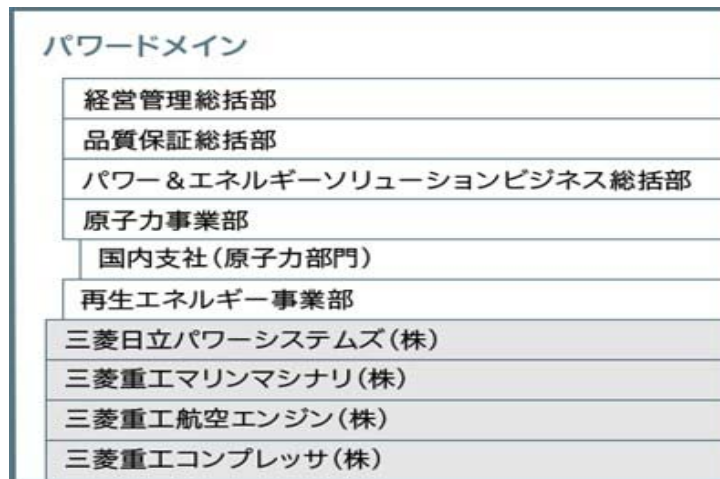 パワードメイン
経営管理総括部
品質保証総括部
パワー＆エネルギーソリューションビジネス総括部
原子力事業部
国内支社(原子力部門)
再生エネルギー事業部
三菱日立パワーシステムズ(株)
三菱重工マリンマシナリ(株)
三菱重工航空エンジン(株)
三菱重工コンプレッサ(株)